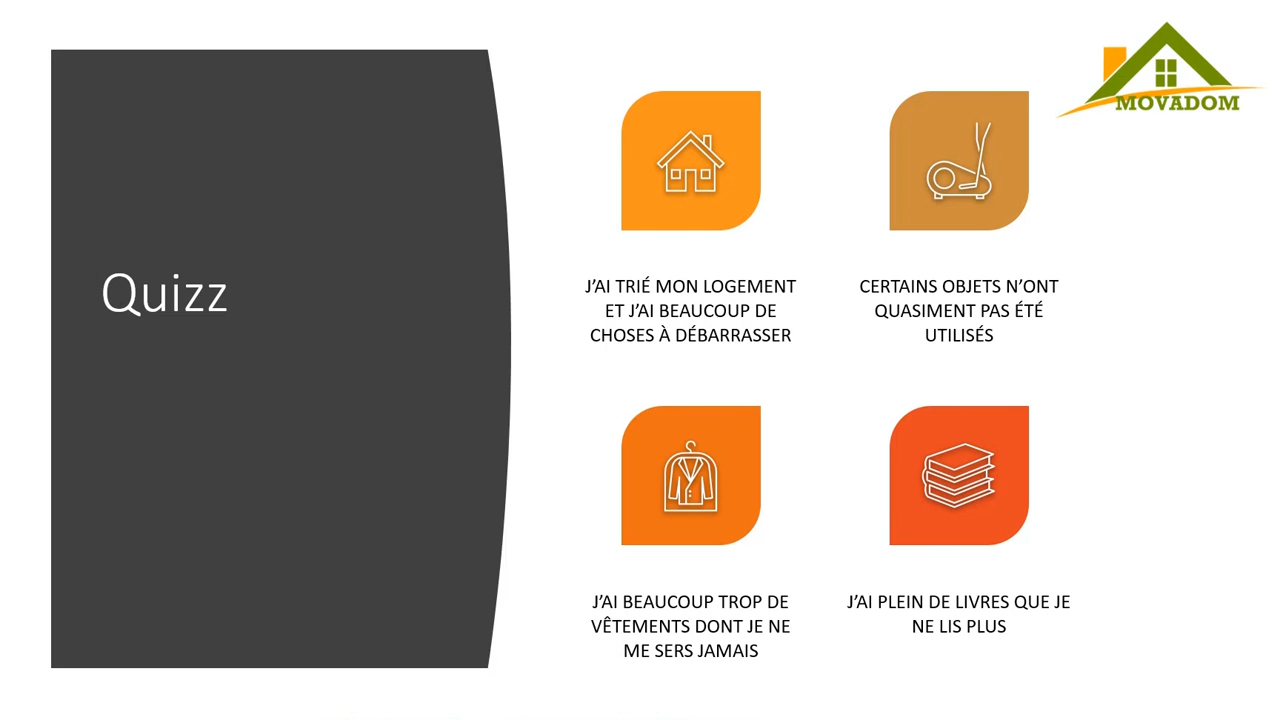 MOVADOM
Quizz
J’AI TRIÉ MON LOGEMENT
ET J’AI BEAUCOUP DE
CHOSES À DÉBARRASSER
CERTAINS OBJETS N’ONT
QUASIMENT PAS ÉTÉ
UTILISÉS
J’AI BEAUCOUP TROP DE
VÊTEMENTS DONT JE NE
ME SERS JAMAIS
J’AI PLEIN DE LIVRES QUE JE
NE LIS PLUS